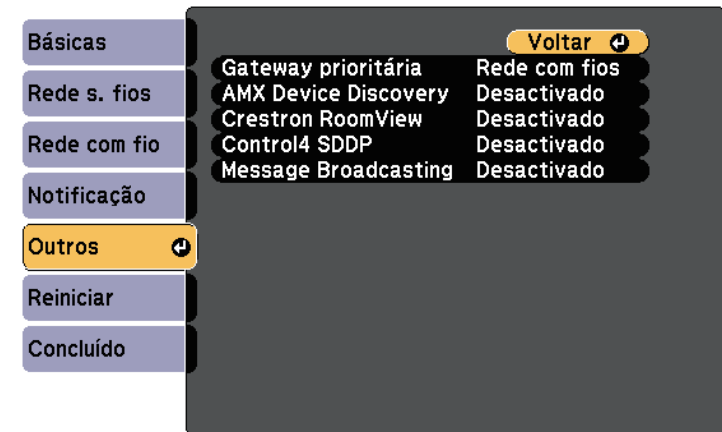 Básicas
Rede s. fios
Rede com fio
Notificação
Outros
Reiniciar
Concluído
Voltar
Gateway prioritária Rede com fios
AMX Device Discovery Desactivado
Crestron RoomView Desactivado
Control4 SDDP Desactivado
Message Broadcasting Desactivado